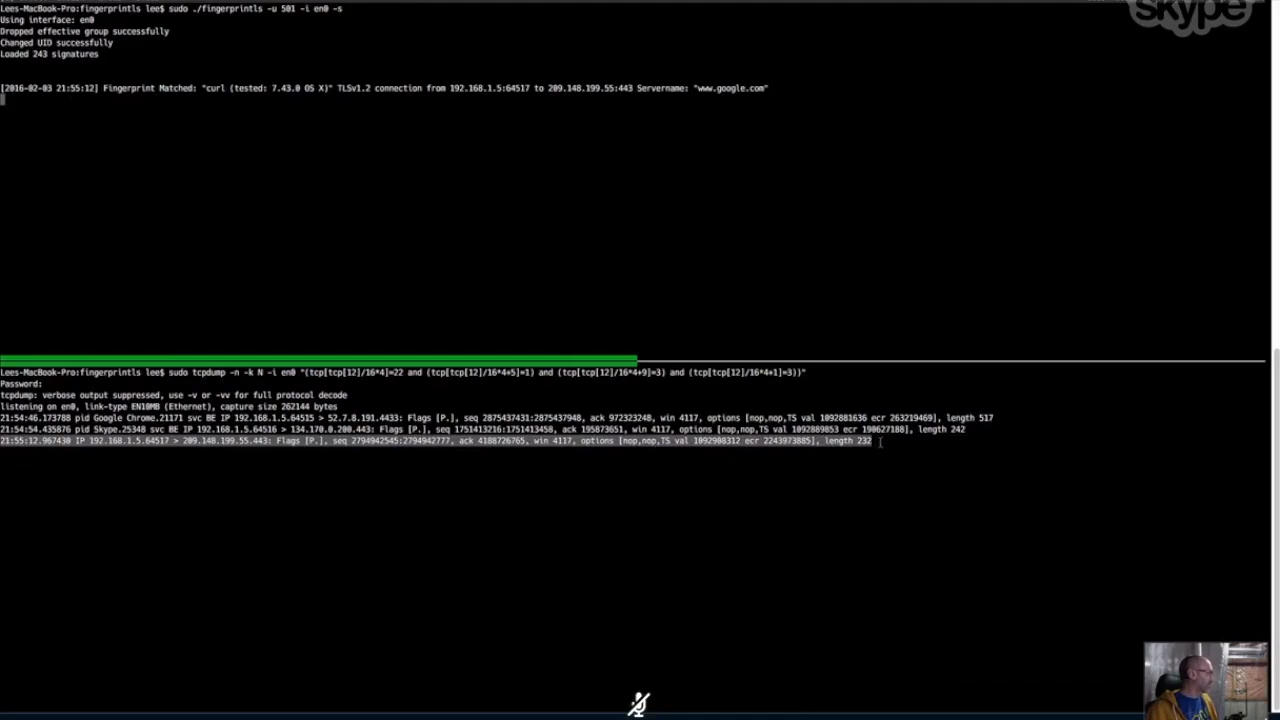 Lees-MacBook-Pro:fingerprintls lee$ sudo ./fingerprintls -u 501 -i en0 -s
Using interface: en0
Dropped effective group successfully
Changed UID successfully
Loaded 243 signatures
[2016-02-03 21:55:12] Fingerprint Matched: "curl (tested: 7.43.0 OS X)" TLSv1.2 connection from 192.168.1.5:64517 to 209.148.199.55:443 Servername: "www.google.com"
skype
Lees-MacBook-Pro:fingerprintls lee$ sudo tcpdump -n -k N -i en0 "(tcp[tcp[12]/16*4]=22 and (tcp[tcp[12]/16*4+5]=1) and (tcp[tcp[12]/16*4+9]=3) and (tcp[tcp[12]/16*4+1]=3))"
Password:
tcpdump: verbose output suppressed, use -v or -vv for full protocol decode
listening on en0, link-type EN10MB (Ethernet), capture size 262144 bytes
21:54:46.173788 pid Google Chrome.21171 svc BE IP 192.168.1.5.64515 > 52.7.8.191.4433: Flags [P.], seq 2875437431:2875437948, ack 972323248, win 4117, options [nop,nop,TS val 1092881636 ecr 263219469], length 517
21:54:54.435876 pid Skype.25348 svc BE IP 192.168.1.5.64516 > 134.170.0.200.443: Flags [P.], seq 1751413216:1751413458, ack 195873651, win 4117, options [nop,nop,TS val 1092889853 ecr 190627188], length 242
21:55:12.967430 IP 192.168.1.5.64517 > 209.148.199.55.443: Flags [P.], seq 2794942545:2794942777, ack 4188726765, win 4117, options [nop,nop,TS val 1092908312 ecr 2243973885], length 232